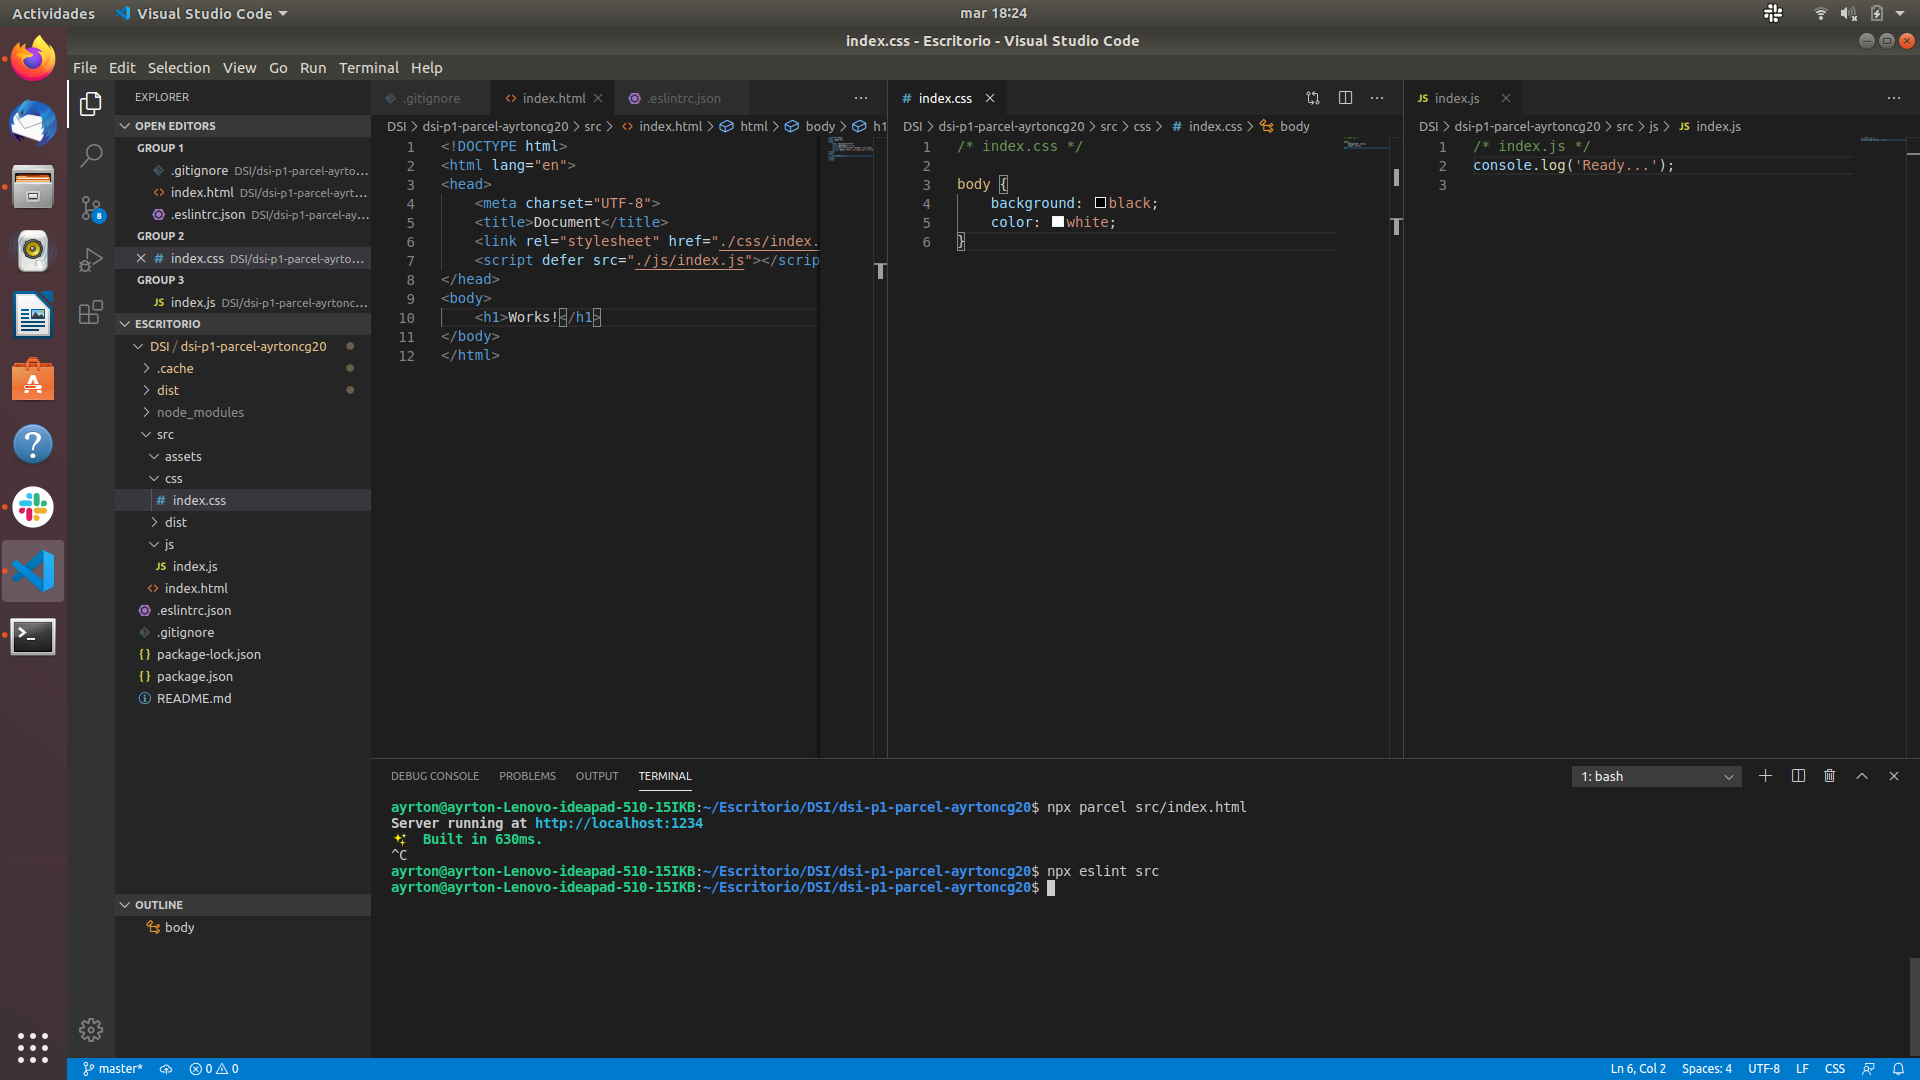 Actividades
Visual Studio Code
mar 18:24
index.css - Escritorio - Visual Studio Code
File Edit Selection View Go Run Terminal Help
EXPLORER
OPEN EDITORS
GROUP 1
.gitignore DSI/dsi-p1-parcel-ayrto...
index.html DSI/dsi-p1-parcel-ayrt...
.eslintrc.json DSI/dsi-p1-parcel-ay...
GROUP 2
index.css DSI/dsi-p1-parcel-ayrto...
GROUP 3
JS index.js DSI/dsi-p1-parcel-ayrtonc...
ESCRITORIO
DSI / dsi-p1-parcel-ayrtoncg20
.cache
dist
node_modules
src
assets
css
# index.css
dist
js
JS index.js
index.html
.eslintrc.json
.gitignore
package-lock.json
package.json
README.md
OUTLINE
body
.gitignore
index.html
.eslintrc.json
DSI > dsi-p1-parcel-ayrtoncg20 > src > index.html > html > body > h1
1 <!DOCTYPE html>
2 <html lang="en">
3 <head>
4 <meta charset="UTF-8">
5 <title>Document</title>
6 <link rel="stylesheet" href="./css/index.
7 <script defer src="./js/index.js"></scrip
8 </head>
9 <body>
10 <h1>Works!</h1>
11 </body>
12 </html>
# index.css
DSI > dsi-p1-parcel-ayrtoncg20 > src > css > # index.css > body
1 /* index.css */
2
3 body {
4 background: black;
5 color: white;
6 }
JS index.js
DSI > dsi-p1-parcel-ayrtoncg20 > src > js > JS index.js
1 /* index.js */
2 console.log('Ready...');
3
DEBUG CONSOLE PROBLEMS OUTPUT TERMINAL
1: bash
ayrton@ayrton-Lenovo-ideapad-510-15IKB:~/Escritorio/DSI/dsi-p1-parcel-ayrtoncg20$ npx parcel src/index.html
Server running at http://localhost:1234
✨ Built in 630ms.
^C
ayrton@ayrton-Lenovo-ideapad-510-15IKB:~/Escritorio/DSI/dsi-p1-parcel-ayrtoncg20$ npx eslint src
ayrton@ayrton-Lenovo-ideapad-510-15IKB:~/Escritorio/DSI/dsi-p1-parcel-ayrtoncg20$
8
master* 0 0
Ln 6, Col 2 Spaces: 4 UTF-8 LF CSS